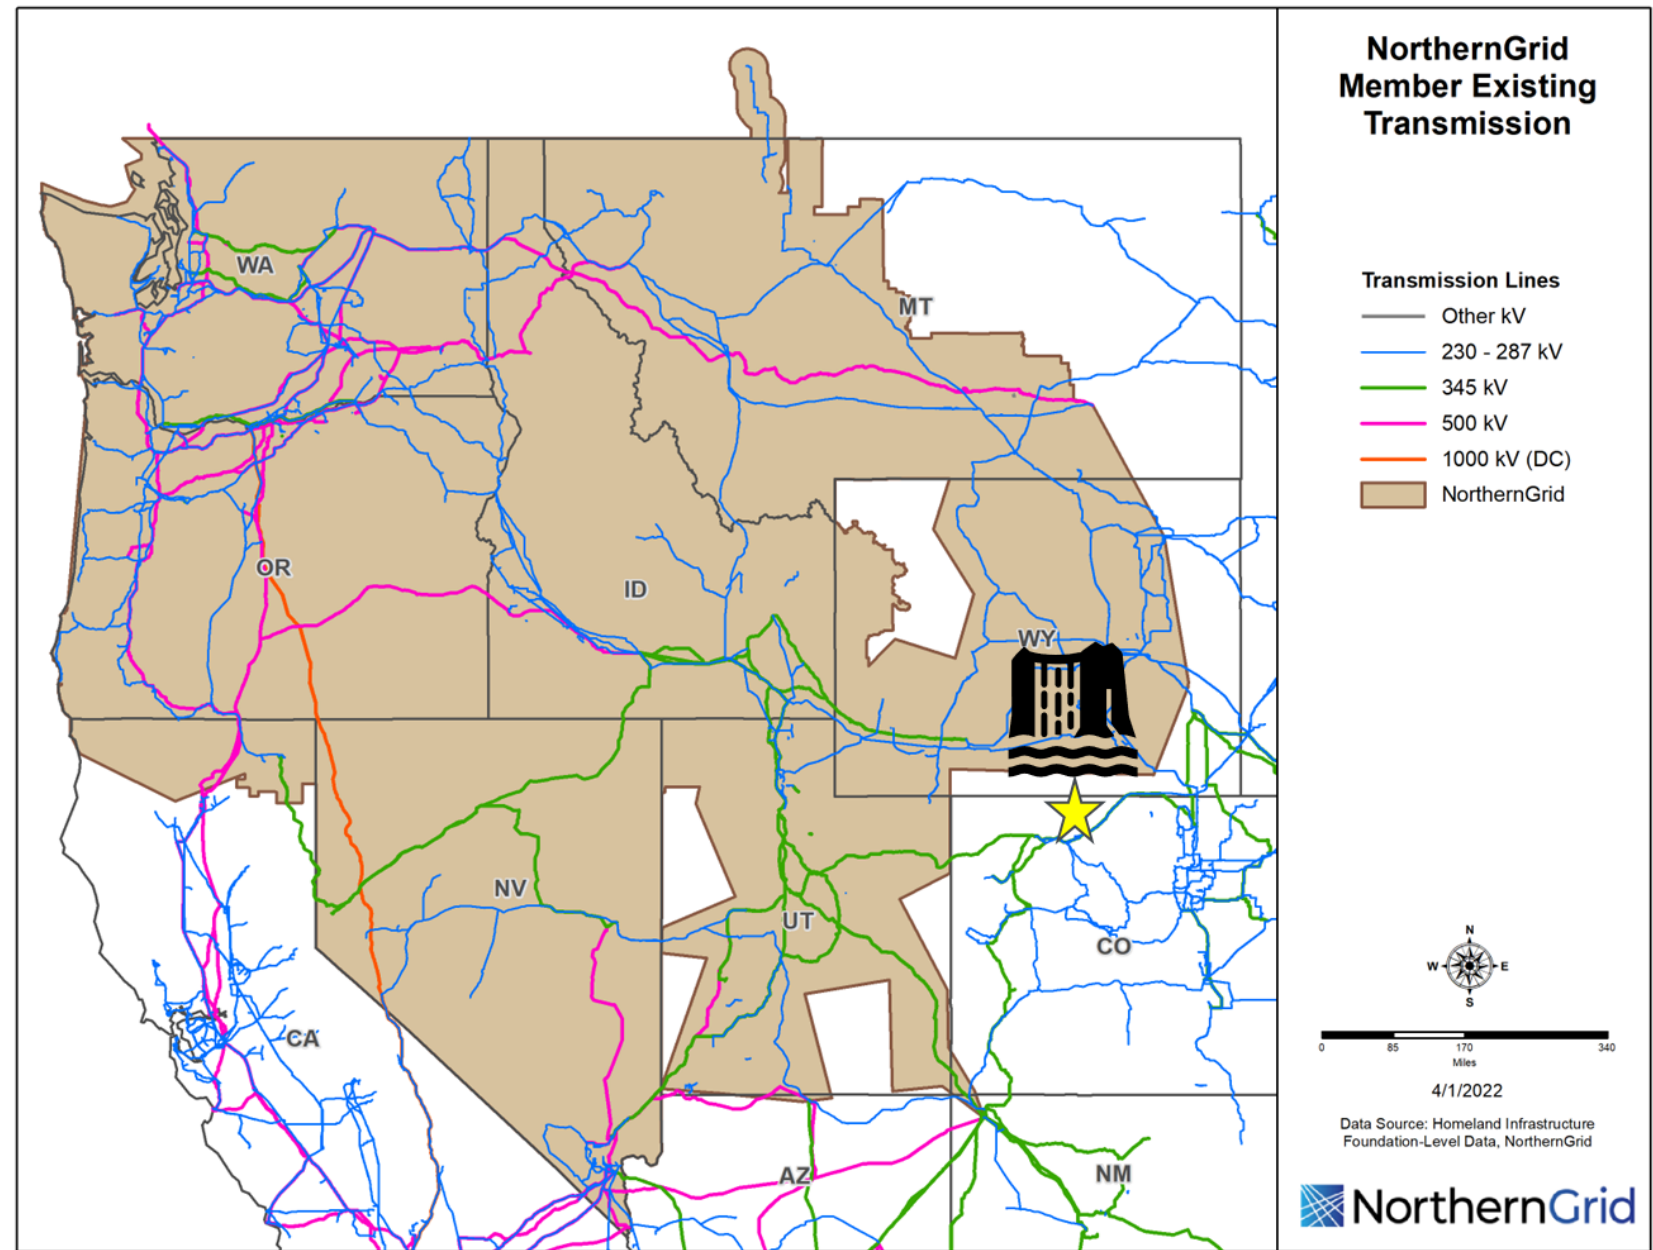 NorthernGrid
Member Existing
Transmission
Transmission Lines
Other kV
230 - 287 kV
345 kV
500 kV
1000 kV (DC)
NorthernGrid
WA
MT
OR
ID
WY
NV
UT
CO
CA
AZ
NM
N
W
E
S
0 85 170 340
Miles
4/1/2022
Data Source: Homeland Infrastructure
Foundation-Level Data, NorthernGrid
NorthernGrid